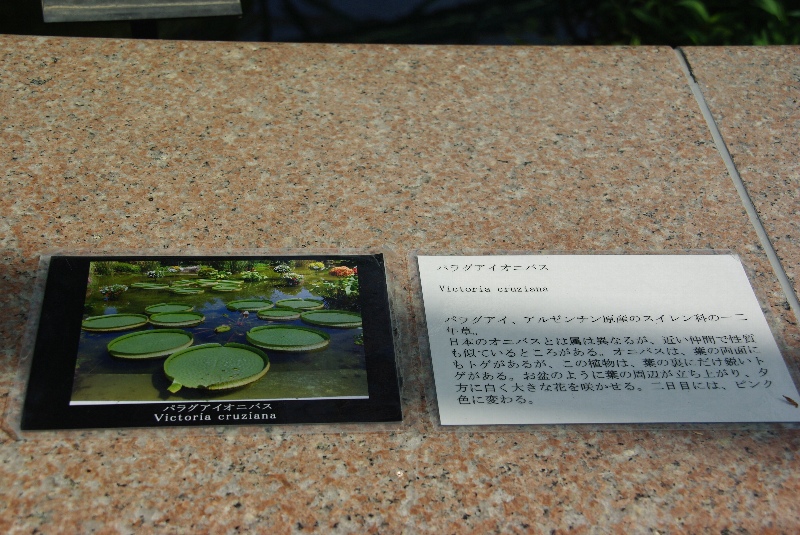 パラグアイオニバス
Victoria cruziana
パラグアイオニバス
Victoria cruziana
パラグアイ、アルゼンチン原産のスイレン科の一二
年草。
日本のオニバスとは属は異なるが、近い仲間で性質
も似ているところがある。オニバスは、葉の両面に
もトゲがあるが、この植物は、葉の裏にだけ鋭いト
ゲがある。お盆のように葉の周辺が立ち上がり、夕
方に白く大きな花を咲かせる。二日目には、ピンク
色に変わる。